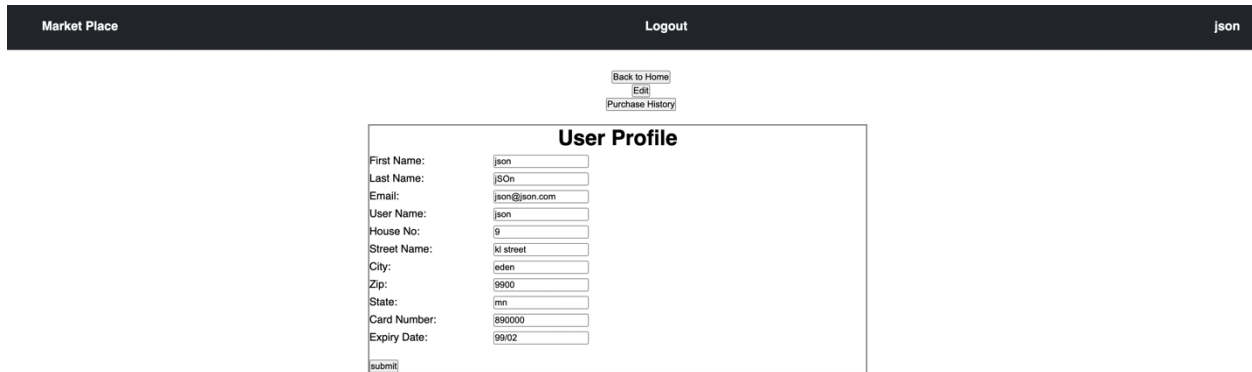 Market Place Logout json
Back to Home
Edit
Purchase History
User Profile
First Name: json
Last Name: jSOn
Email: json@json.com
User Name: json
House No: 9
Street Name: kl street
City: eden
Zip: 9900
State: mn
Card Number: 890000
Expiry Date: 99/02
submit